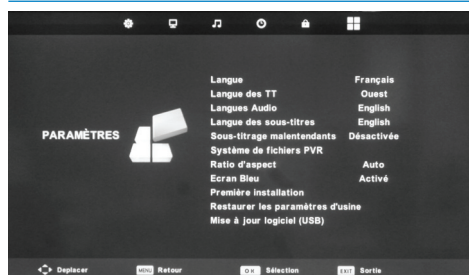 Langue Français
Langue des TT Ouest
Langues Audio English
Langue des sous-titres English
PARAMÈTRES
Sous-titrage malentendants Désactivée
Système de fichiers PVR
Ratio d'aspect Auto
Ecran Bleu Activé
Première installation
Restaurer les paramètres d'usine
Mise à jour logiciel (USB)
Deplacer MENU Retour OK Sélection EXIT Sortie